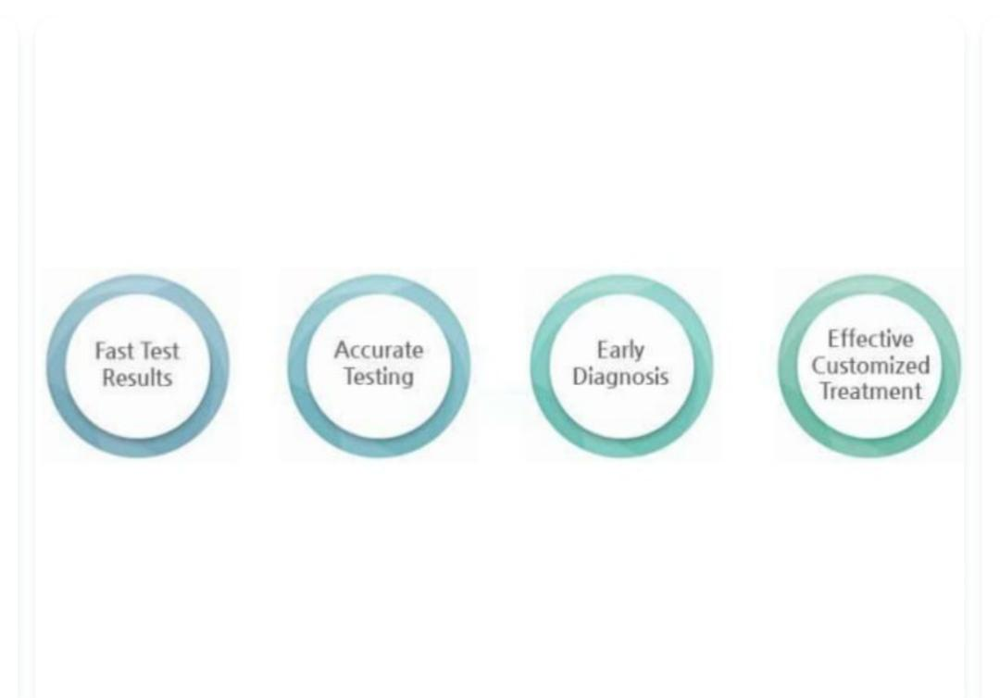 Fast Test
Results
Accurate
Testing
Early
Diagnosis
Effective
Customized
Treatment